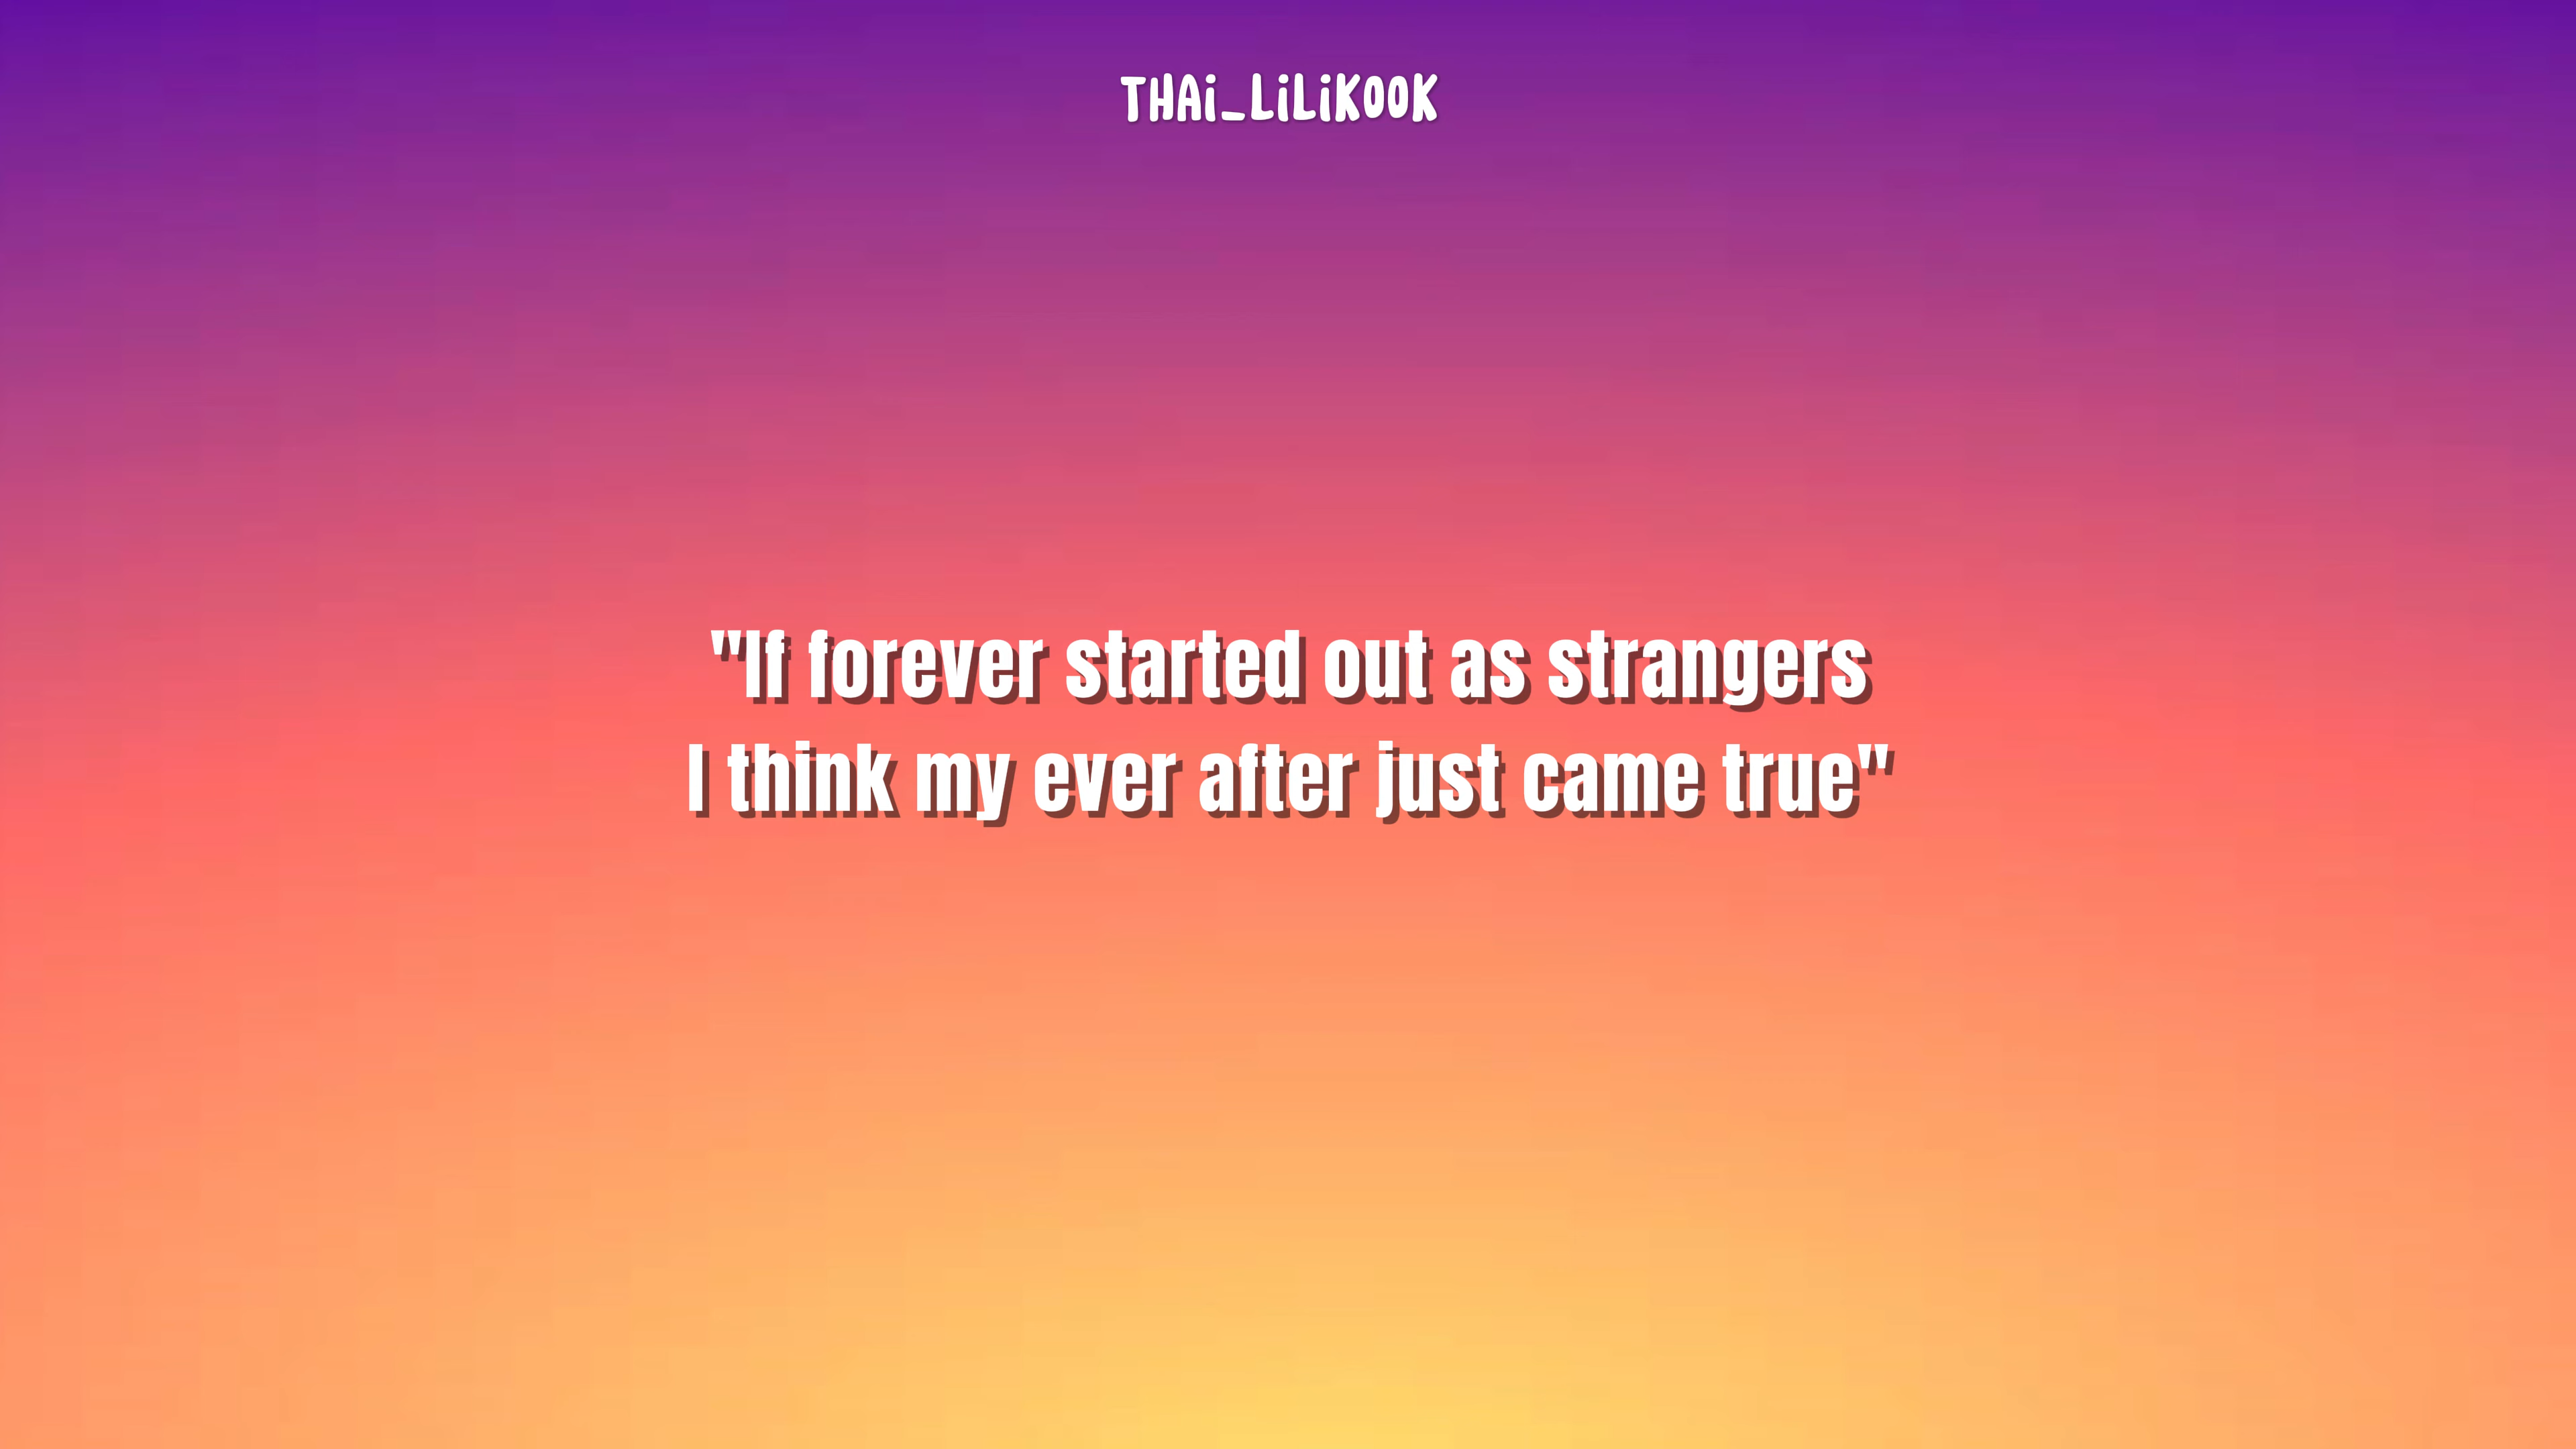 THAi_LiLiKOOK
"If forever started out as strangers
I think my ever after just came true"